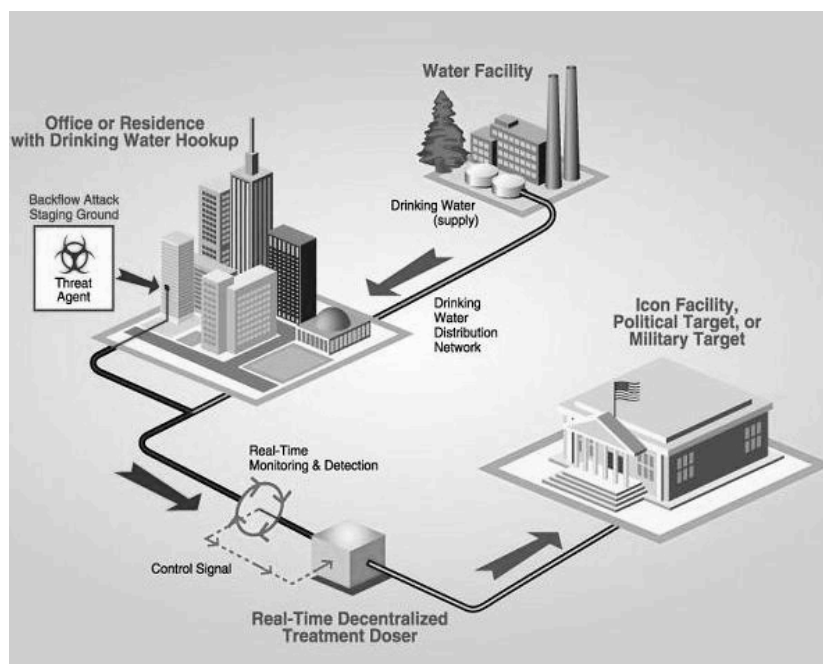 Water Facility
Office or Residence
with Drinking Water Hookup
Backflow Attack
Staging Ground
Threat
Agent
Drinking Water
(supply)
Drinking
Water
Distribution
Network
Icon Facility,
Political Target, or
Military Target
Real-Time
Monitoring & Detection
Control Signal
Real-Time Decentralized
Treatment Doser